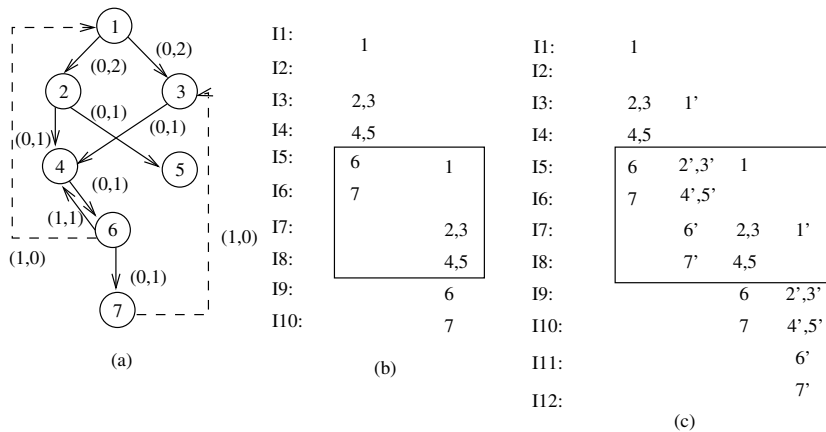 1
(0,2)
(0,2)
2
3
(0,1)
(0,1)
(0,1)
4
5
(0,1)
(1,1)
6
(1,0)
(1,0)
(0,1)
7
(a)
I1: 1
I2:
I3: 2,3
I4: 4,5
I5: 6 1
I6: 7
I7: 2,3
I8: 4,5
I9: 6
I10: 7
(b)
I1: 1
I2:
I3: 2,3 1'
I4: 4,5
I5: 6 2',3' 1
I6: 7 4',5'
I7: 6' 2,3 1'
I8: 7' 4,5
I9: 6 2',3'
I10: 7 4',5'
I11: 6'
I12: 7'
(c)